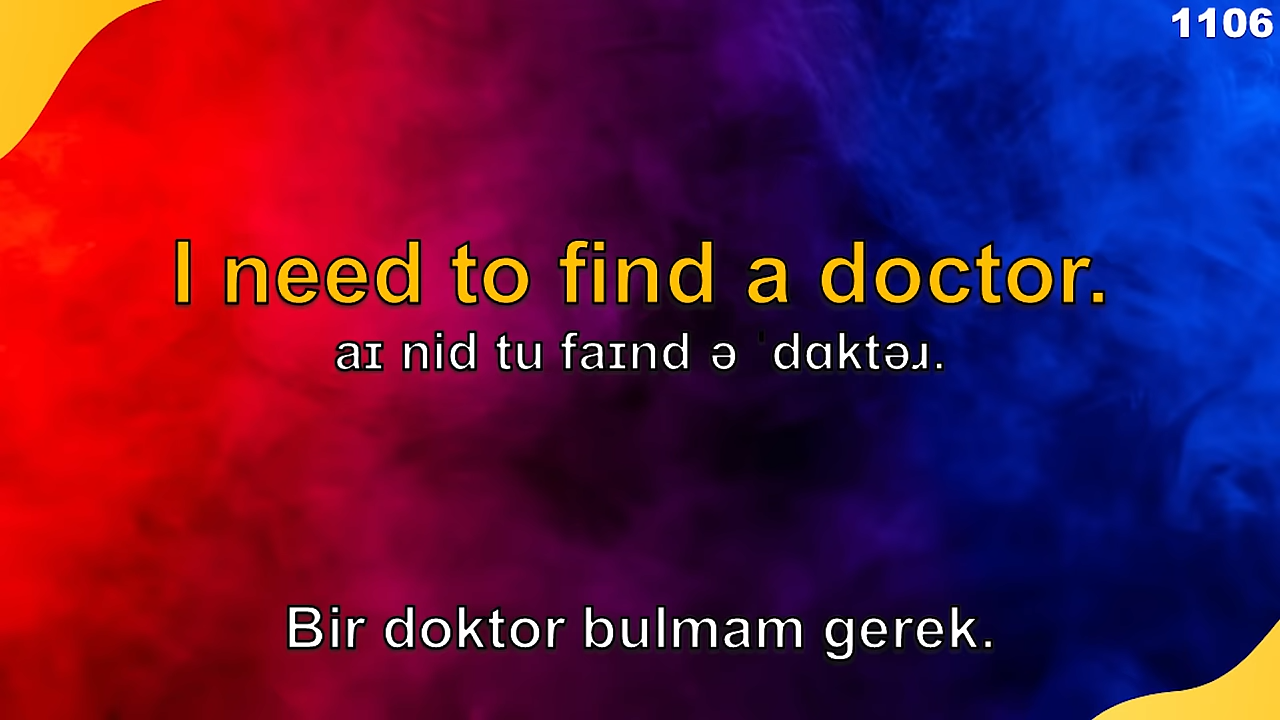 1106
I need to find a doctor.
aɪ nid tu faɪnd ə ˈdɑktəɹ.
Bir doktor bulmam gerek.